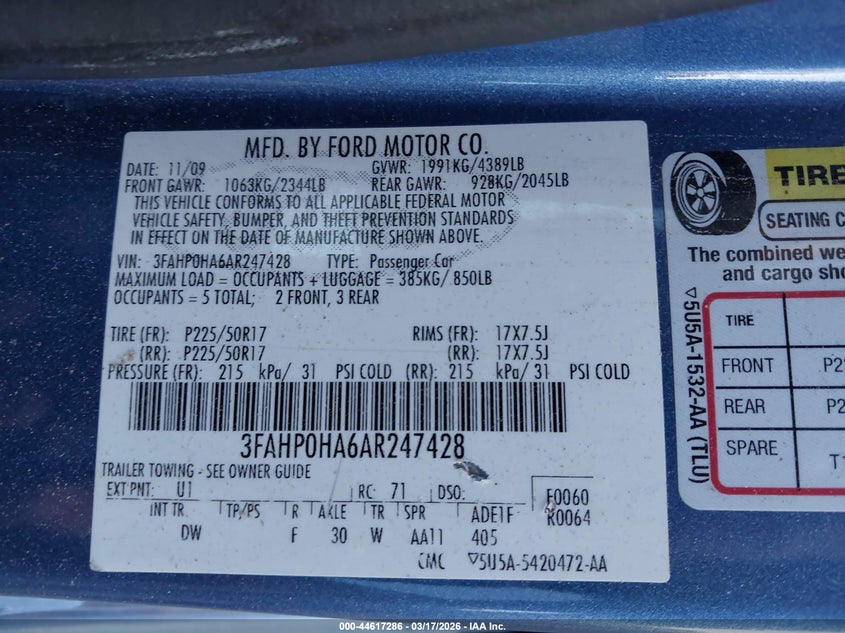 MFD. BY FORD MOTOR CO.
DATE: 11/09 GVWR: 1991KG/4389LB
FRONT GAWR: 1063KG/2344LB REAR GAWR: 928KG/2045LB
THIS VEHICLE CONFORMS TO ALL APPLICABLE FEDERAL MOTOR
VEHICLE SAFETY, BUMPER, AND THEFT PREVENTION STANDARDS
IN EFFECT ON THE DATE OF MANUFACTURE SHOWN ABOVE.
VIN: 3FAHP0HA6AR247428 TYPE: Passenger Car
MAXIMUM LOAD = OCCUPANTS + LUGGAGE = 385KG/ 850LB
OCCUPANTS = 5 TOTAL; 2 FRONT, 3 REAR
TIRE (FR): P225/50R17 RIMS (FR): 17X7.5J
(RR): P225/50R17 (RR): 17X7.5J
PRESSURE (FR): 215 kPa/ 31 PSI COLD (RR): 215 kPa/ 31 PSI COLD
3FAHP0HA6AR247428
TRAILER TOWING - SEE OWNER GUIDE
EXT PNT: U1 RC: 71 DSO: F0060
INT TR TP/PS R AXLE TR SPR ADE1F R0064
DW F 30 W AA11 405
CMC ▽5U5A-5420472-AA
TIRE
SEATING C
The combined we
and cargo sho
▽5U5A-1532-AA (TLU)
TIRE
FRONT P2
REAR P2
SPARE T1
000-44617286 - 03/17/2026 - IAA Inc.